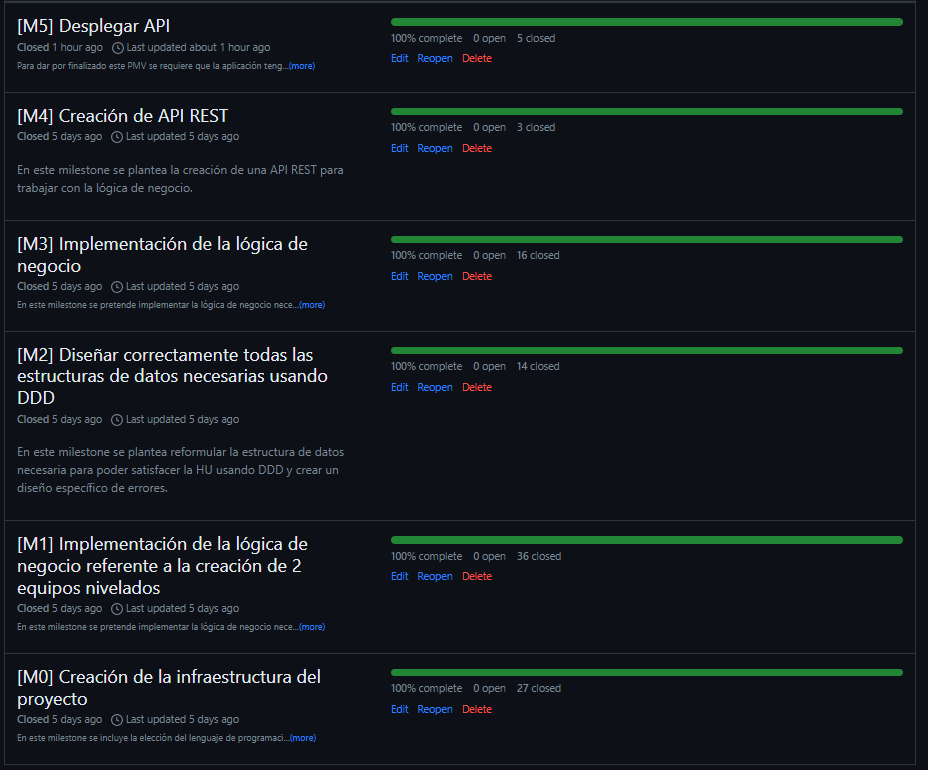 [M5] Desplegar API
Closed 1 hour ago Last updated about 1 hour ago
Para dar por finalizado este PMV se requiere que la aplicación teng...(more)
100% complete 0 open 5 closed
Edit Reopen Delete
[M4] Creación de API REST
Closed 5 days ago Last updated 5 days ago
En este milestone se plantea la creación de una API REST para
trabajar con la lógica de negocio.
100% complete 0 open 3 closed
Edit Reopen Delete
[M3] Implementación de la lógica de
negocio
Closed 5 days ago Last updated 5 days ago
En este milestone se pretende implementar la lógica de negocio nece...(more)
100% complete 0 open 16 closed
Edit Reopen Delete
[M2] Diseñar correctamente todas las
estructuras de datos necesarias usando
DDD
Closed 5 days ago Last updated 5 days ago
En este milestone se plantea reformular la estructura de datos
necesaria para poder satisfacer la HU usando DDD y crear un
diseño específico de errores.
100% complete 0 open 14 closed
Edit Reopen Delete
[M1] Implementación de la lógica de
negocio referente a la creación de 2
equipos nivelados
Closed 5 days ago Last updated 5 days ago
En este milestone se pretende implementar la lógica de negocio nece...(more)
100% complete 0 open 36 closed
Edit Reopen Delete
[M0] Creación de la infraestructura del
proyecto
Closed 5 days ago Last updated 5 days ago
En este milestone se incluye la elección del lenguaje de programaci...(more)
100% complete 0 open 27 closed
Edit Reopen Delete